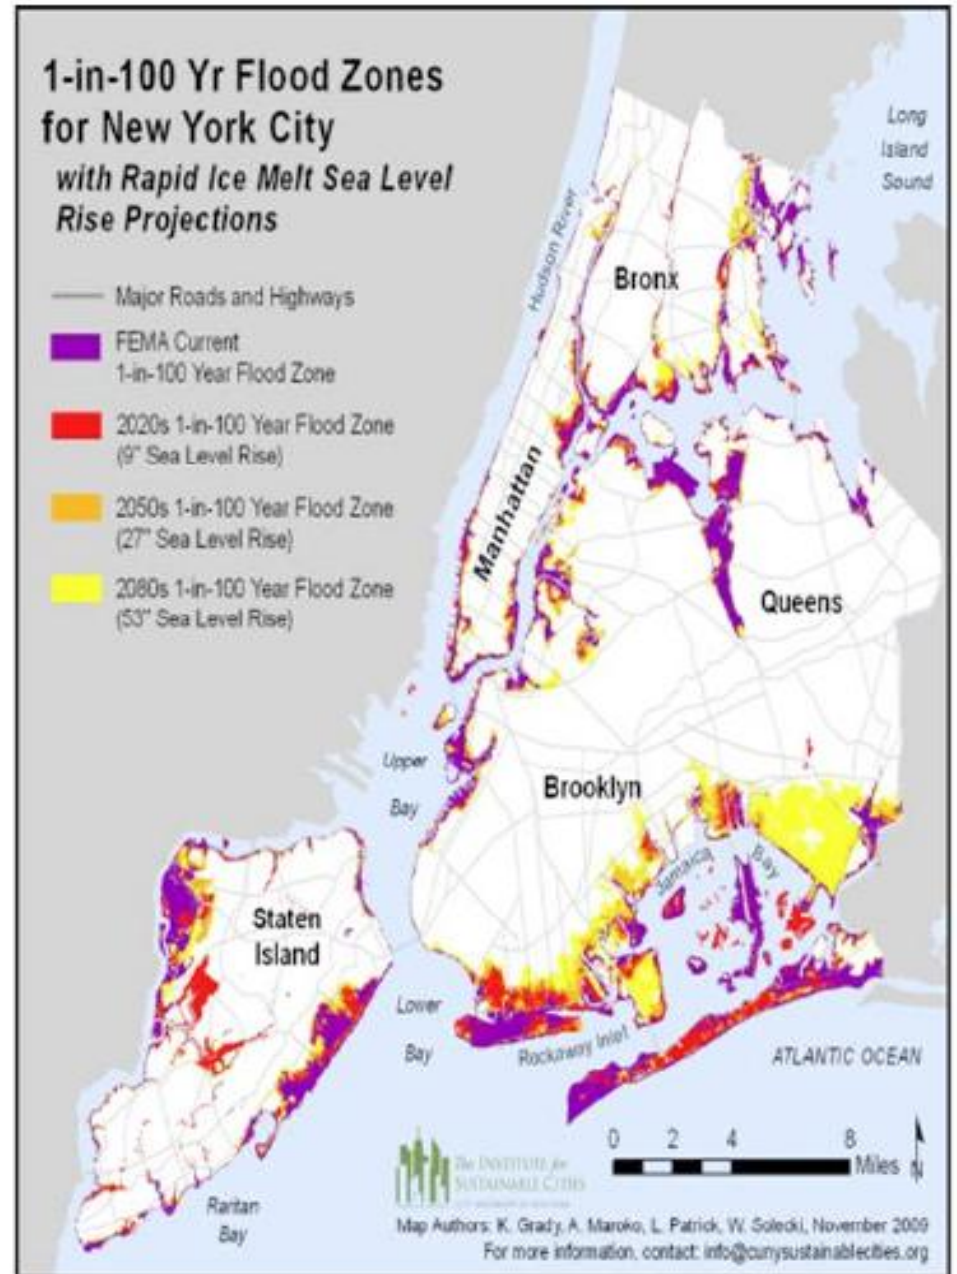 1-in-100 Yr Flood Zones
for New York City
with Rapid Ice Melt Sea Level
Rise Projections
Major Roads and Highways
FEMA Current
1-in-100 Year Flood Zone
2020s 1-in-100 Year Flood Zone
(9" Sea Level Rise)
2050s 1-in-100 Year Flood Zone
(27" Sea Level Rise)
2080s 1-in-100 Year Flood Zone
(53" Sea Level Rise)
Long
Island
Sound
Hudson River
Bronx
Manhattan
Queens
Upper
Bay
Brooklyn
Jamaica
Bay
Staten
Island
Lower
Bay
Rockaway Inlet
ATLANTIC OCEAN
Raritan
Bay
0 2 4 8
Miles
N
The INSTITUTE for
SUSTAINABLE CITIES
Map Authors: K. Grady, A. Maroko, L. Patrick, W. Solecki, November 2009
For more information, contact: info@cunysustainablecities.org